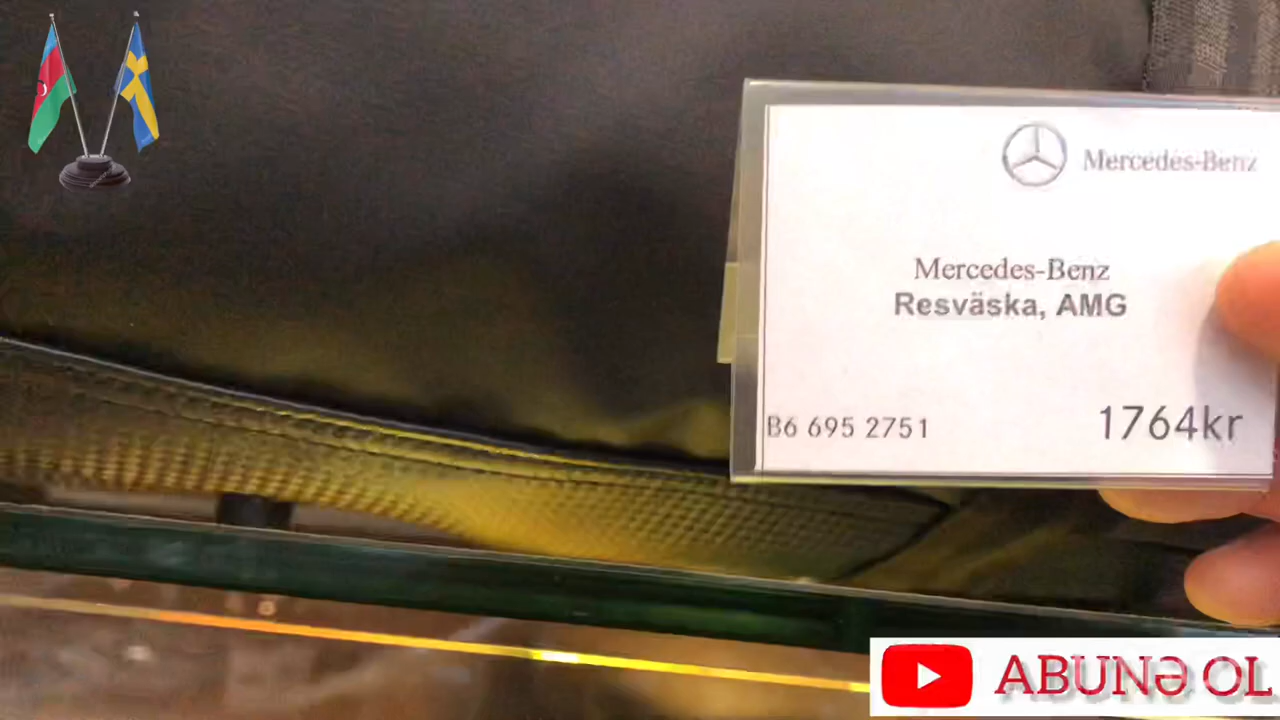 Mercedes-Benz
Mercedes-Benz
Resväska, AMG
B6 695 2751
1764kr
ABUNƏ OL